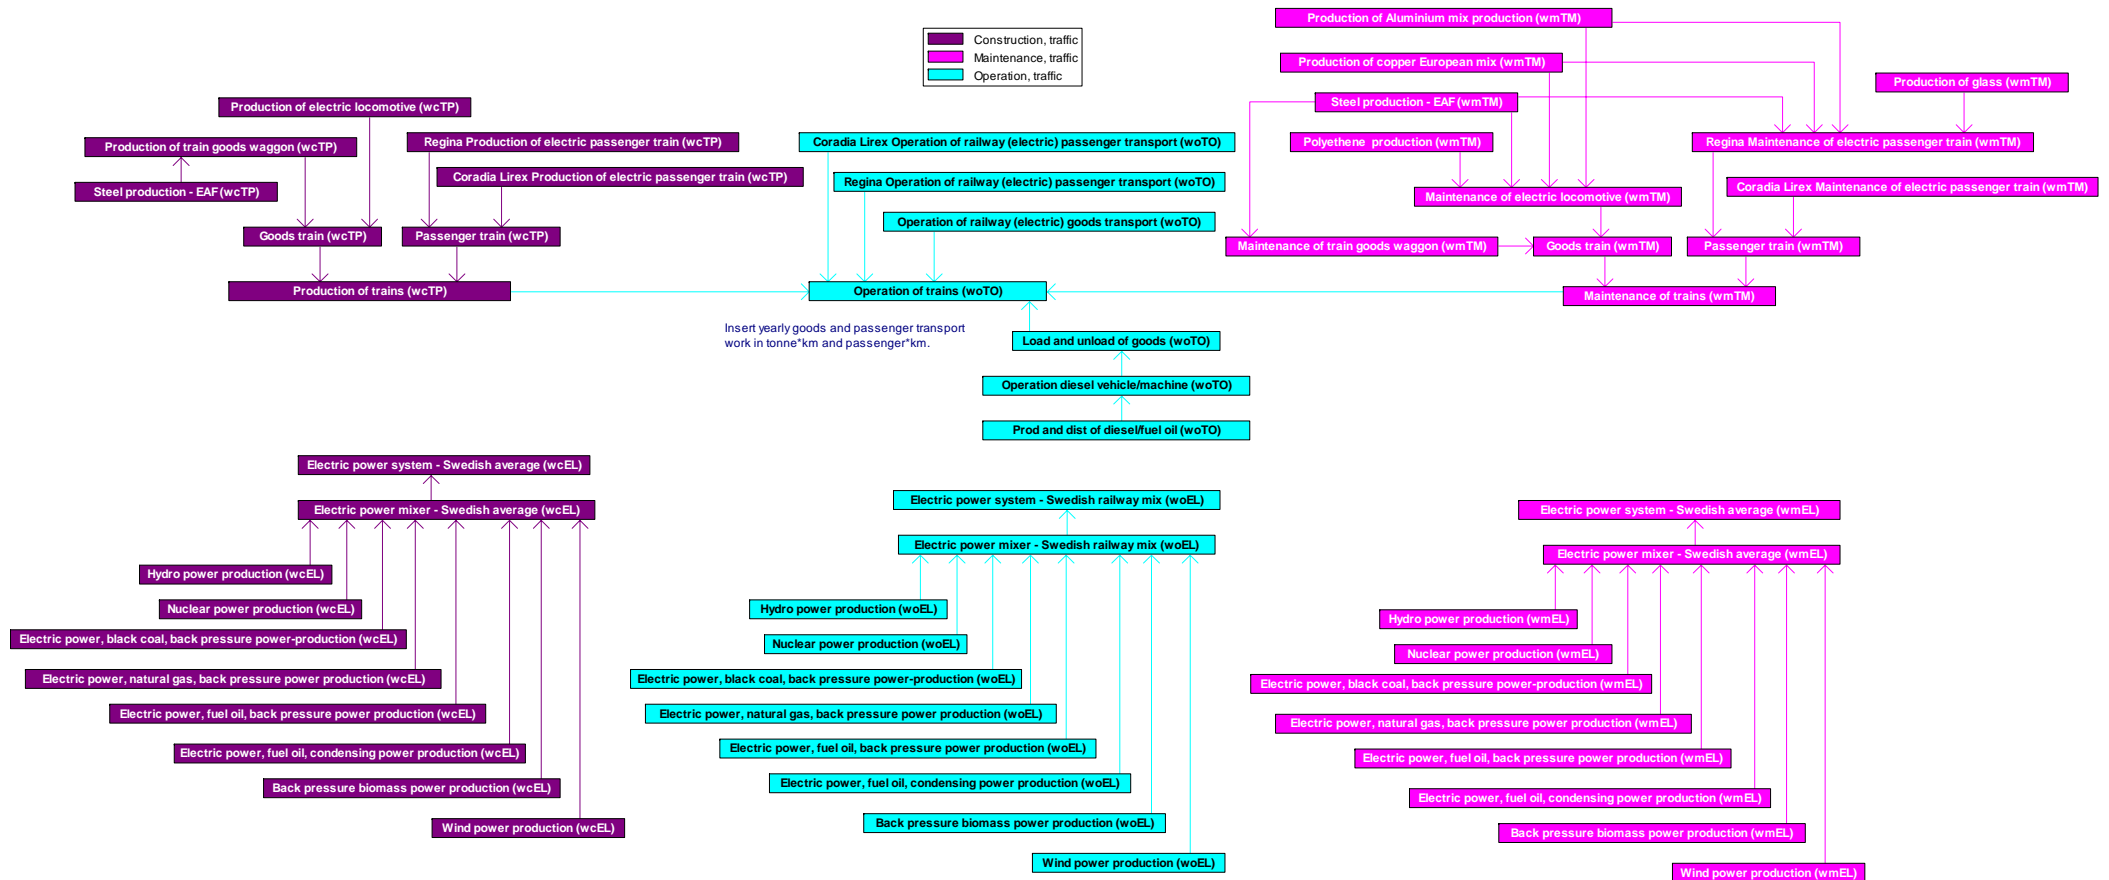 Construction, traffic
Maintenance, traffic
Operation, traffic
Production of electric locomotive (wcTP)
Production of train goods waggon (wcTP)
Regina Production of electric passenger train (wcTP)
Steel production - EAF (wcTP)
Coradia Lirex Production of electric passenger train (wcTP)
Goods train (wcTP)
Passenger train (wcTP)
Production of trains (wcTP)
Coradia Lirex Operation of railway (electric) passenger transport (woTO)
Regina Operation of railway (electric) passenger transport (woTO)
Operation of railway (electric) goods transport (woTO)
Operation of trains (woTO)
Insert yearly goods and passenger transport
work in tonne*km and passenger*km.
Load and unload of goods (woTO)
Operation diesel vehicle/machine (woTO)
Prod and dist of diesel/fuel oil (woTO)
Production of Aluminium mix production (wmTM)
Production of copper European mix (wmTM)
Production of glass (wmTM)
Steel production - EAF (wmTM)
Polyethene  production (wmTM)
Regina Maintenance of electric passenger train (wmTM)
Maintenance of electric locomotive (wmTM)
Coradia Lirex Maintenance of electric passenger train (wmTM)
Maintenance of train goods waggon (wmTM)
Goods train (wmTM)
Passenger train (wmTM)
Maintenance of trains (wmTM)
Electric power system - Swedish average (wcEL)
Electric power mixer - Swedish average (wcEL)
Hydro power production (wcEL)
Nuclear power production (wcEL)
Electric power, black coal, back pressure power-production (wcEL)
Electric power, natural gas, back pressure power production (wcEL)
Electric power, fuel oil, back pressure power production (wcEL)
Electric power, fuel oil, condensing power production (wcEL)
Back pressure biomass power production (wcEL)
Wind power production (wcEL)
Electric power system - Swedish railway mix (woEL)
Electric power mixer - Swedish railway mix (woEL)
Hydro power production (woEL)
Nuclear power production (woEL)
Electric power, black coal, back pressure power-production (woEL)
Electric power, natural gas, back pressure power production (woEL)
Electric power, fuel oil, back pressure power production (woEL)
Electric power, fuel oil, condensing power production (woEL)
Back pressure biomass power production (woEL)
Wind power production (woEL)
Electric power system - Swedish average (wmEL)
Electric power mixer - Swedish average (wmEL)
Hydro power production (wmEL)
Nuclear power production (wmEL)
Electric power, black coal, back pressure power-production (wmEL)
Electric power, natural gas, back pressure power production (wmEL)
Electric power, fuel oil, back pressure power production (wmEL)
Electric power, fuel oil, condensing power production (wmEL)
Back pressure biomass power production (wmEL)
Wind power production (wmEL)